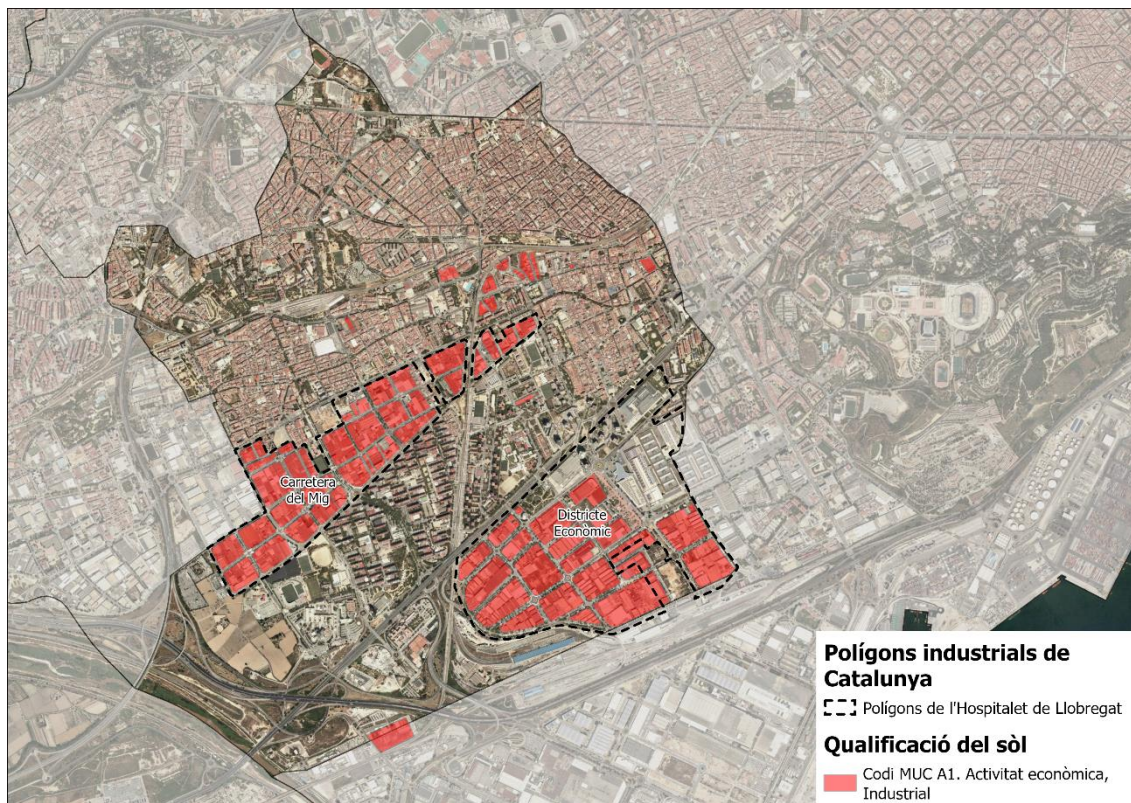 Carretera
del Mig
Districte
Econòmic
Polígons industrials de
Catalunya
Polígons de l'Hospitalet de Llobregat
Qualificació del sòl
Codi MUC A1. Activitat econòmica,
Industrial